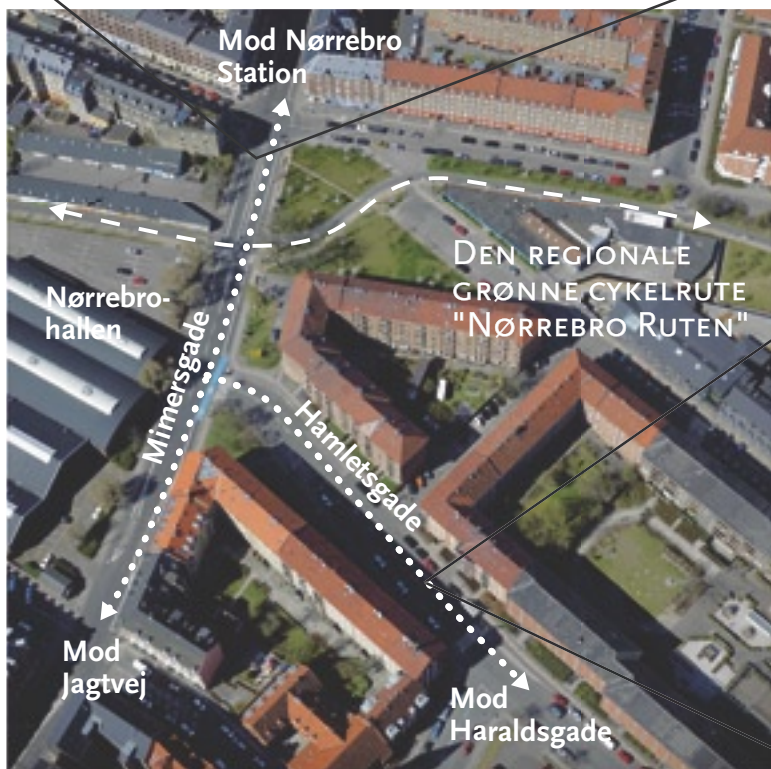 Mod Nørrebro
Station
DEN REGIONALE
GRØNNE CYKELRUTE
"NØRREBRO RUTEN"
Nørrebro-
hallen
Mimersgade
Hamletsgade
Mod
Jagtvej
Mod
Haraldsgade